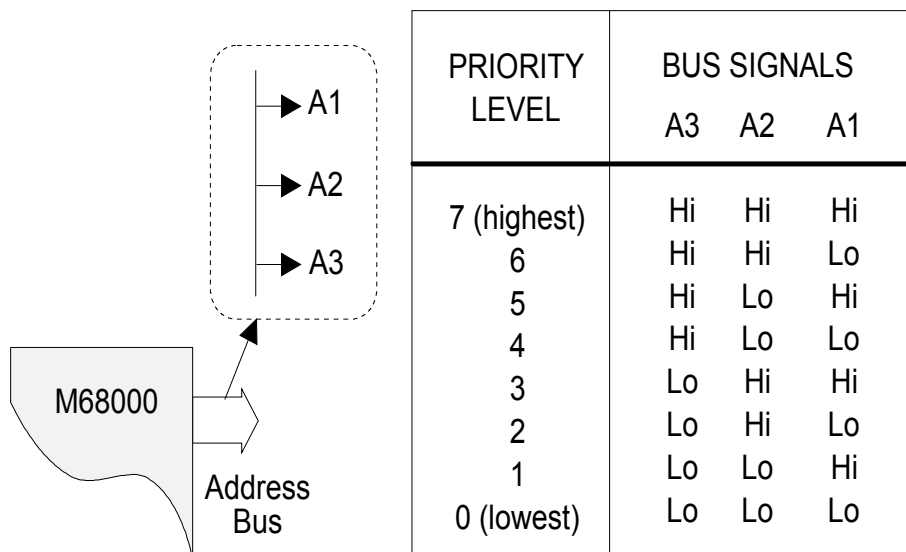 A1
A2
A3
M68000
Address
Bus
PRIORITY
LEVEL
BUS SIGNALS
A3 A2 A1
7 (highest) Hi Hi Hi
6 Hi Hi Lo
5 Hi Lo Hi
4 Hi Lo Lo
3 Lo Hi Hi
2 Lo Hi Lo
1 Lo Lo Hi
0 (lowest) Lo Lo Lo